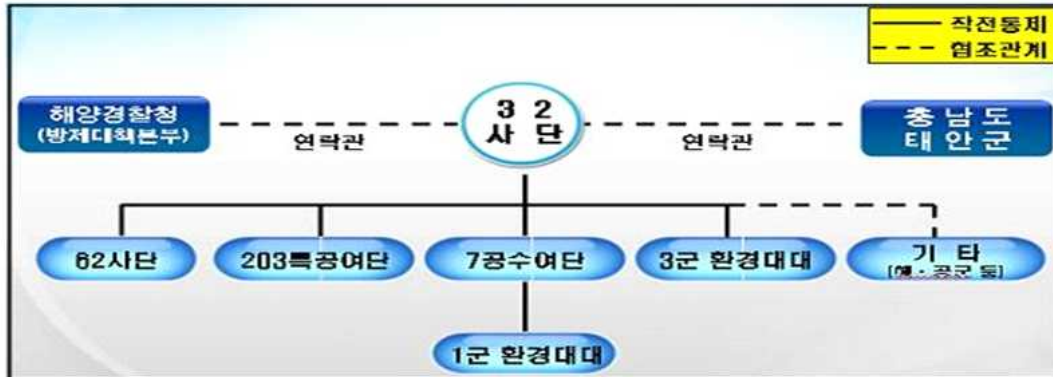 작전통제
협조관계
해양경찰청
(방제대책본부)
연락관
3 2
사 단
연락관
충 남 도
태 안 군
62사단
203특공여단
7공수여단
3군 환경대대
기 타
(해·공군 등)
1군 환경대대